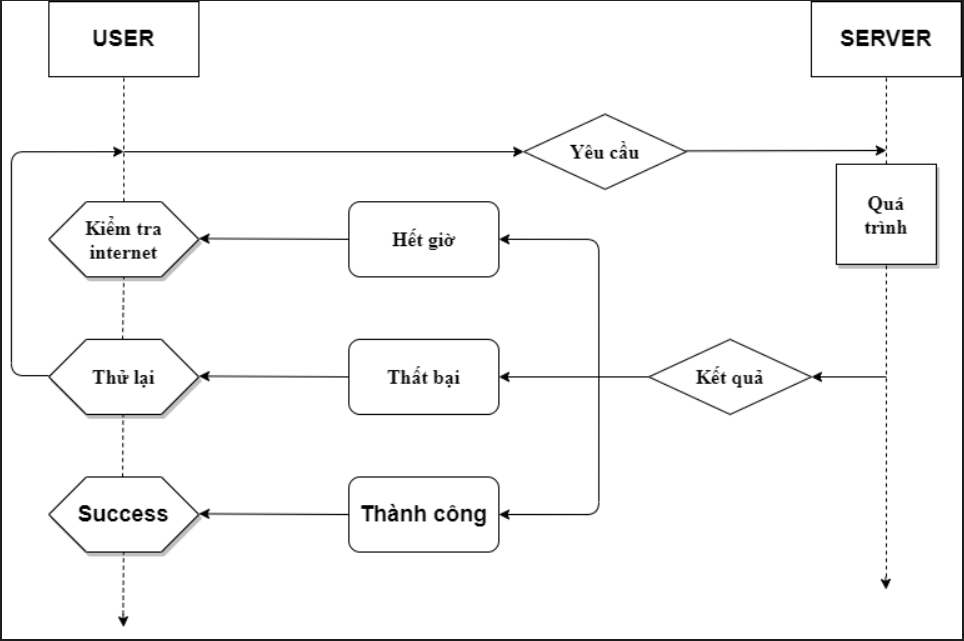 USER
SERVER
Yêu cầu
Kiểm tra
internet
Hết giờ
Quá
trình
Thử lại
Thất bại
Kết quả
Success
Thành công